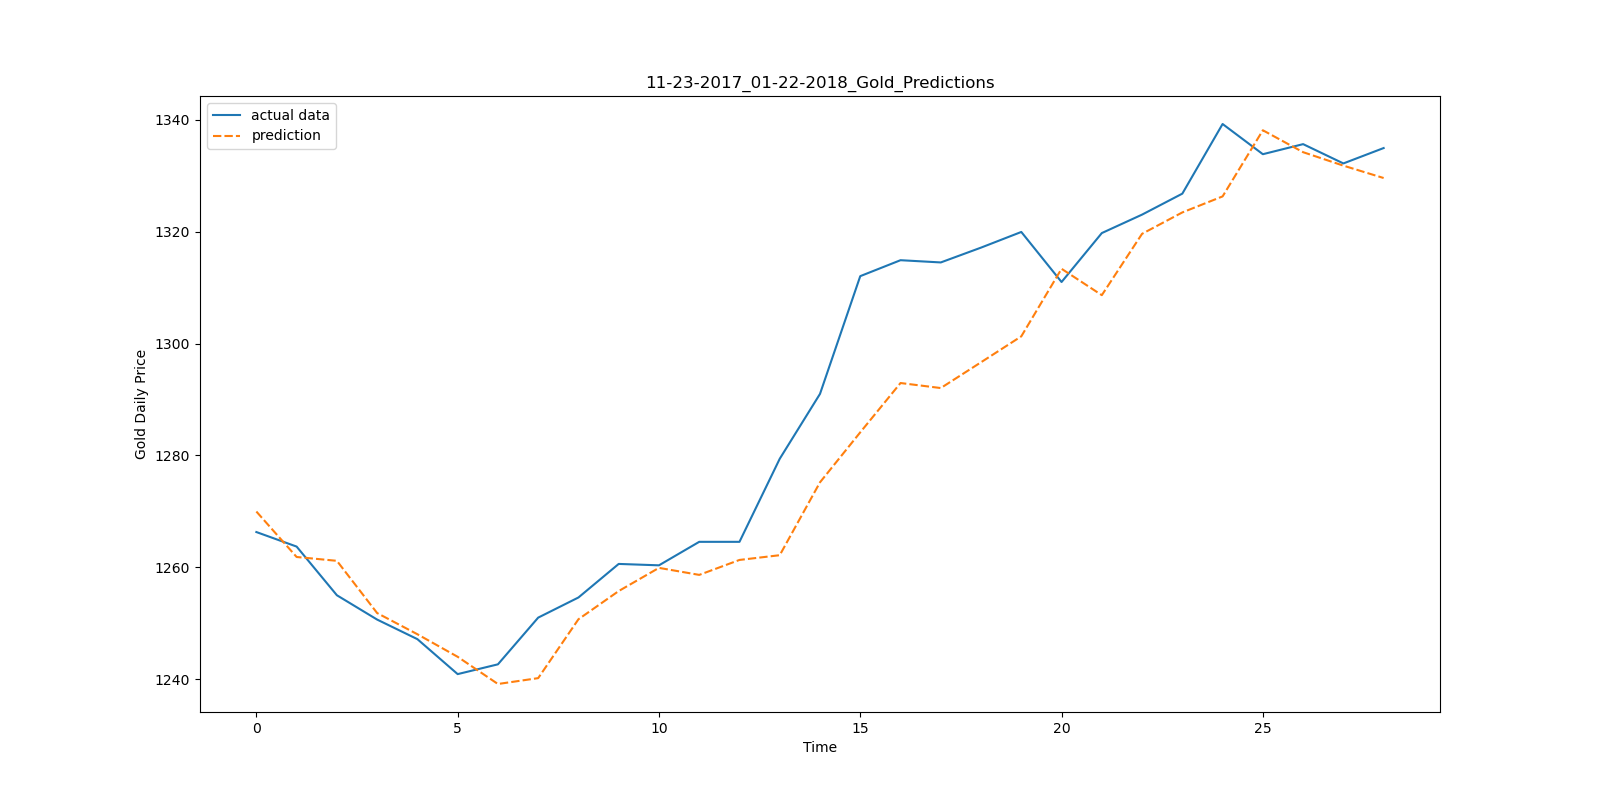 11-23-2017_01-22-2018_Gold_Predictions
actual data
prediction
1340
1320
1300
1280
1260
1240
Gold Daily Price
0 5 10 15 20 25
Time